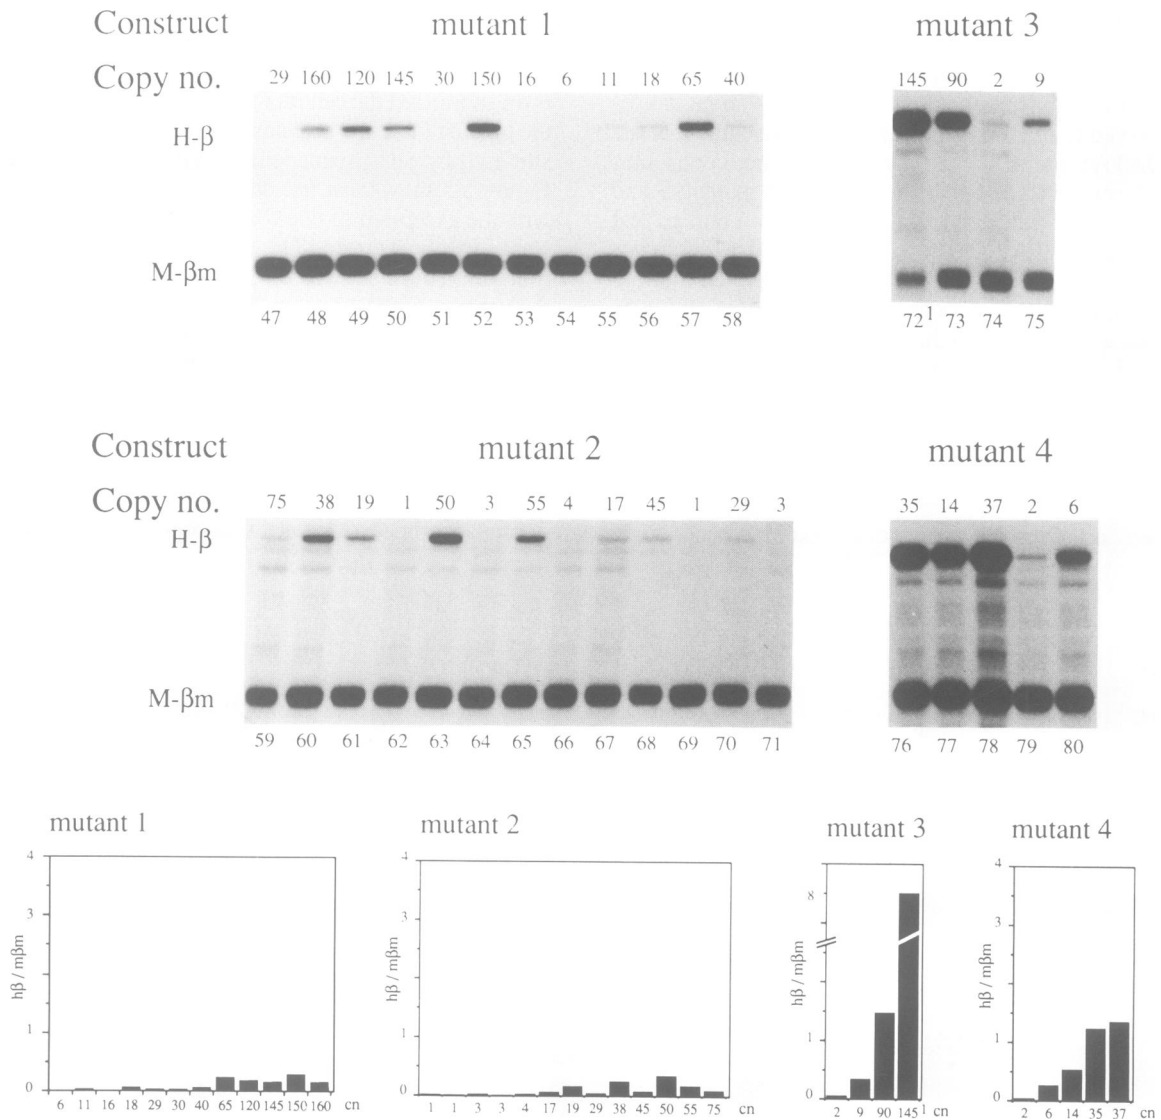 Construct mutant 1 mutant 3
Copy no. 29 160 120 145 30 150 16 6 11 18 65 40 145 90 2 9
H-β
M-βm
47 48 49 50 51 52 53 54 55 56 57 58 72¹ 73 74 75
Construct mutant 2 mutant 4
Copy no. 75 38 19 1 50 3 55 4 17 45 1 29 3 35 14 37 2 6
H-β
M-βm
59 60 61 62 63 64 65 66 67 68 69 70 71 76 77 78 79 80
mutant 1 mutant 2 mutant 3 mutant 4
4 4 8 4
3 3 3
hβ / mβm hβ / mβm hβ / mβm hβ / mβm
2 2 2
1 1 1 1
0 0 0 0
6 11 16 18 29 30 40 65 120 145 150 160 cn 1 1 3 3 4 17 19 29 38 45 50 55 75 cn 2 9 90 145¹ cn 2 6 14 35 37 cn